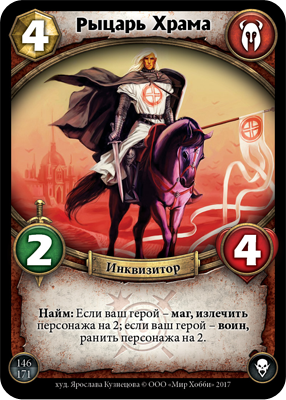 4
Рыцарь Храма
2
4
Инквизитор
Найм: Если ваш герой – маг, излечить
персонажа на 2; если ваш герой – воин,
ранить персонажа на 2.
146
171
худ. Ярослава Кузнецова © ООО «Мир Хобби» 2017